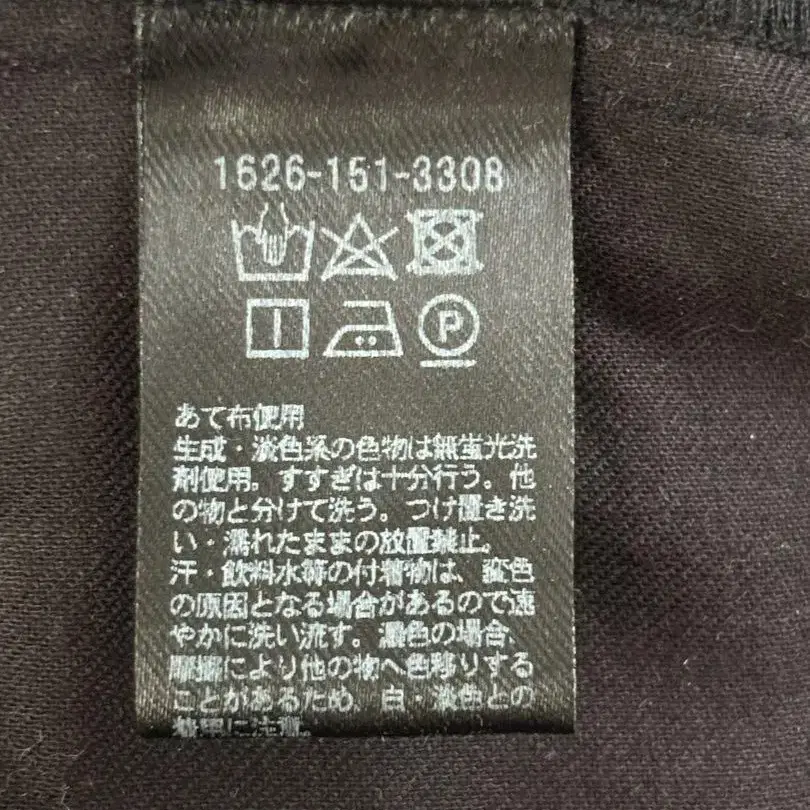 1626-151-3308
P
あて布使用
生成・淡色系の色物は無蛍光洗
剤使用。すすぎは十分行う。他
の物と分けて洗う。つけ置き洗
い・濡れたままの放置禁止。
汗・飲料水等の付着物は、変色
の原因となる場合があるので速
やかに洗い流す。濃色の場合、
摩擦により他の物へ色移りする
ことがあるため、白・淡色との
着用に注意。